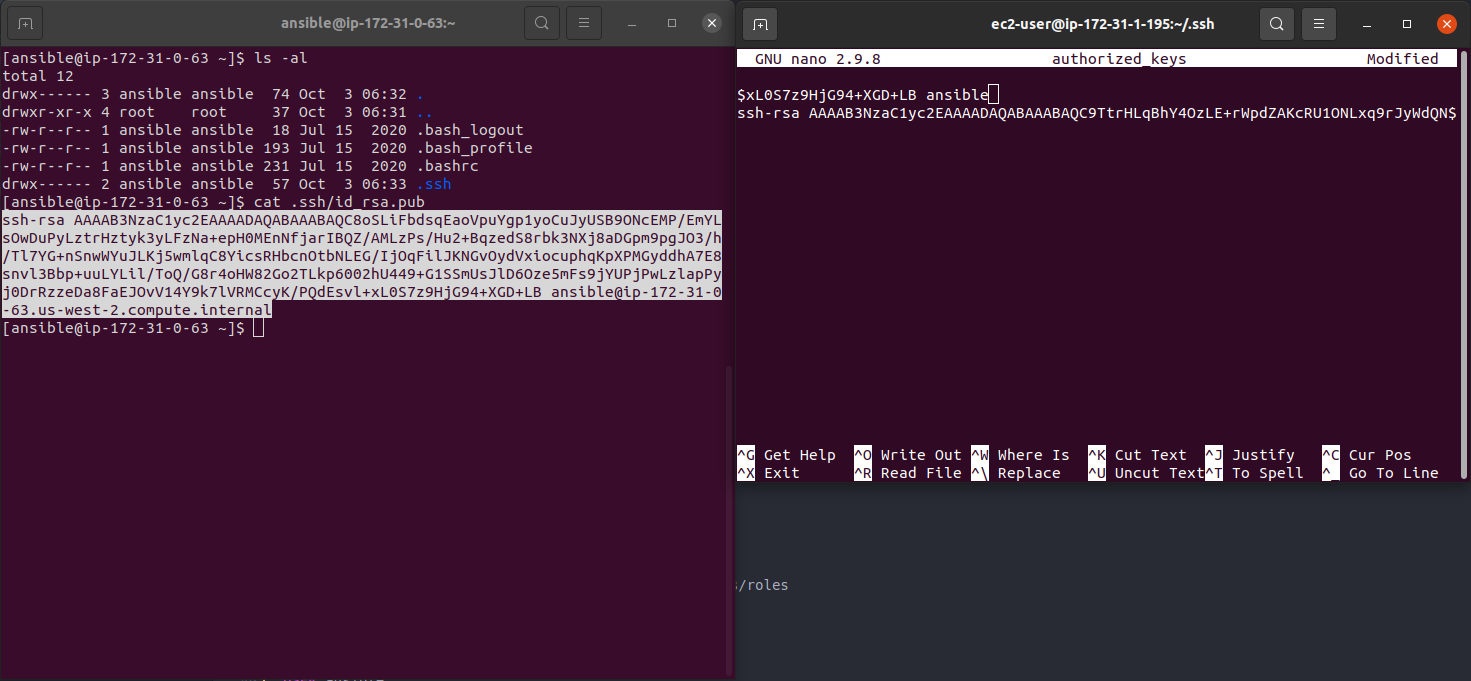 ansible@ip-172-31-0-63:~
[ansible@ip-172-31-0-63 ~]$ ls -al
total 12
drwx------ 3 ansible ansible  74 Oct  3 06:32 .
drwxr-xr-x 4 root    root     37 Oct  3 06:31 ..
-rw-r--r-- 1 ansible ansible  18 Jul 15  2020 .bash_logout
-rw-r--r-- 1 ansible ansible 193 Jul 15  2020 .bash_profile
-rw-r--r-- 1 ansible ansible 231 Jul 15  2020 .bashrc
drwx------ 2 ansible ansible  57 Oct  3 06:33 .ssh
[ansible@ip-172-31-0-63 ~]$ cat .ssh/id_rsa.pub
ssh-rsa AAAAB3NzaC1yc2EAAAADAQABAAABAQC8oSLiFbdsqEaoVpuYgp1yoCuJyUSB9ONcEMP/EmYL
sOwDuPyLztrHztyk3yLFzNa+epH0MEnNfjarIBQZ/AMLzPs/Hu2+BqzedS8rbk3NXj8aDGpm9pgJO3/h
/Tl7YG+nSnwWYuJLKj5wmlqC8YicsRHbcnOtbNLEG/IjOqFilJKNGvOydVxiocuphqKpXPMGyddhA7E8
snvl3Bbp+uuLYLil/ToQ/G8r4oHW82Go2TLkp6002hU449+G1SSmUsJlD6Oze5mFs9jYUPjPwLzlapPy
j0DrRzzeDa8FaEJOvV14Y9k7lVRMCcyK/PQdEsvl+xL0S7z9HjG94+XGD+LB ansible@ip-172-31-0
-63.us-west-2.compute.internal
[ansible@ip-172-31-0-63 ~]$
ec2-user@ip-172-31-1-195:~/.ssh
GNU nano 2.9.8 authorized_keys Modified
$xL0S7z9HjG94+XGD+LB ansible
ssh-rsa AAAAB3NzaC1yc2EAAAADAQABAAABAQC9TtrHLqBhY4OzLE+rWpdZAKcRU1ONLxq9rJyWdQN$
^G Get Help ^O Write Out ^W Where Is ^K Cut Text ^J Justify ^C Cur Pos
^X Exit ^R Read File ^\ Replace ^U Uncut Text ^T To Spell ^_ Go To Line
/roles